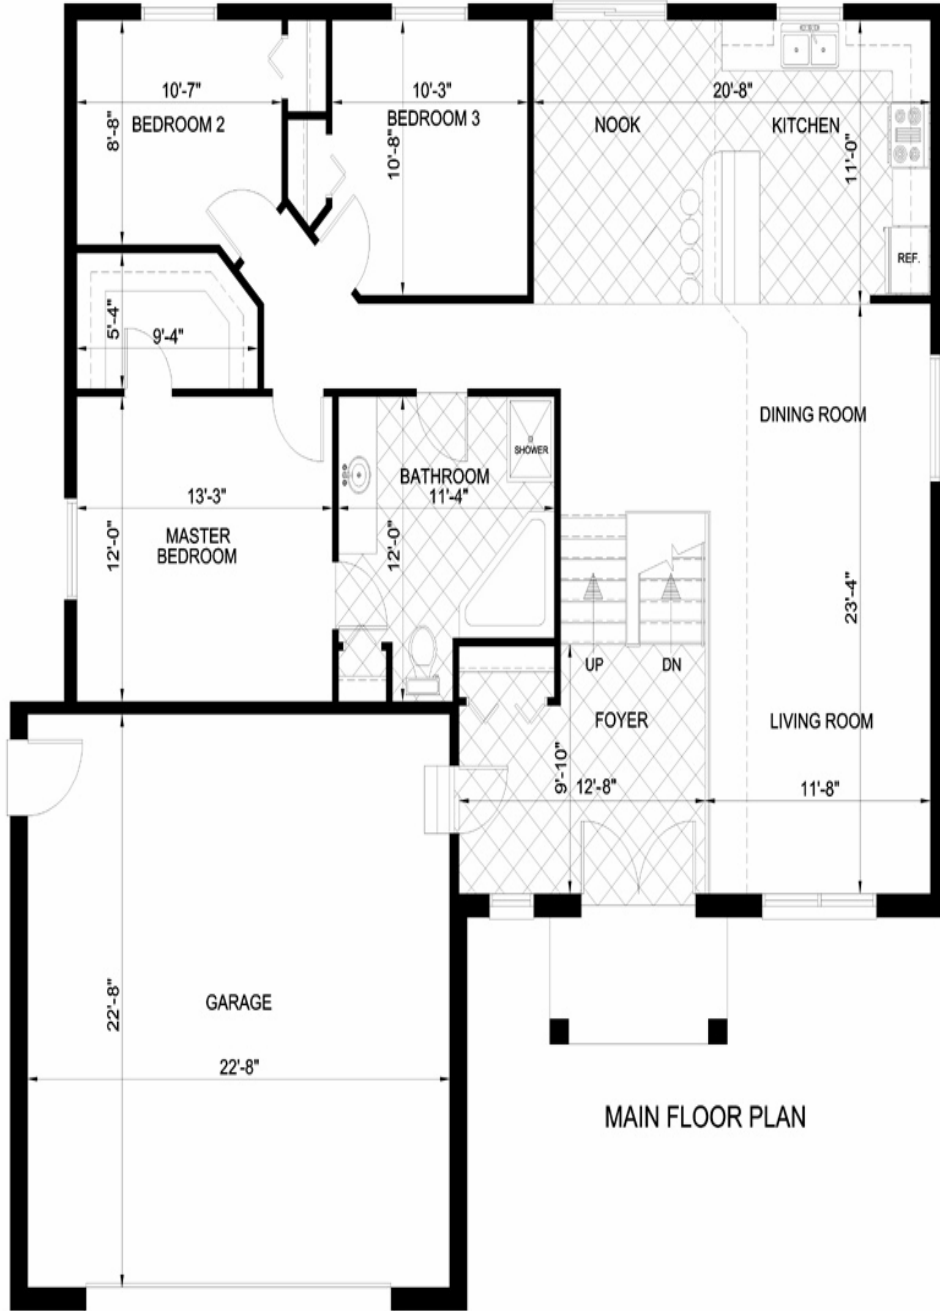 10'-7"
BEDROOM 2
8'-8"
10'-3"
BEDROOM 3
10'-8"
20'-8"
NOOK
KITCHEN
11'-0"
REF.
5'-4"
9'-4"
DINING ROOM
SHOWER
BATHROOM
11'-4"
12'-0"
13'-3"
MASTER
BEDROOM
12'-0"
23'-4"
UP
DN
FOYER
LIVING ROOM
9'-10"
12'-8"
11'-8"
22'-8"
GARAGE
22'-8"
MAIN FLOOR PLAN